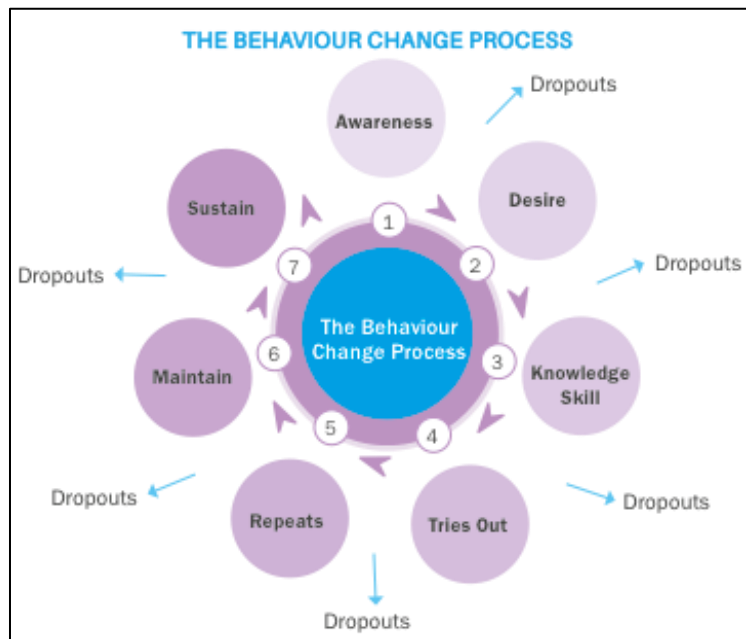 THE BEHAVIOUR CHANGE PROCESS
Awareness
Dropouts
Desire
Dropouts
Knowledge
Skill
Dropouts
Tries Out
Dropouts
Repeats
Dropouts
Maintain
Dropouts
Sustain
1
2
3
4
5
6
7
The Behaviour
Change Process